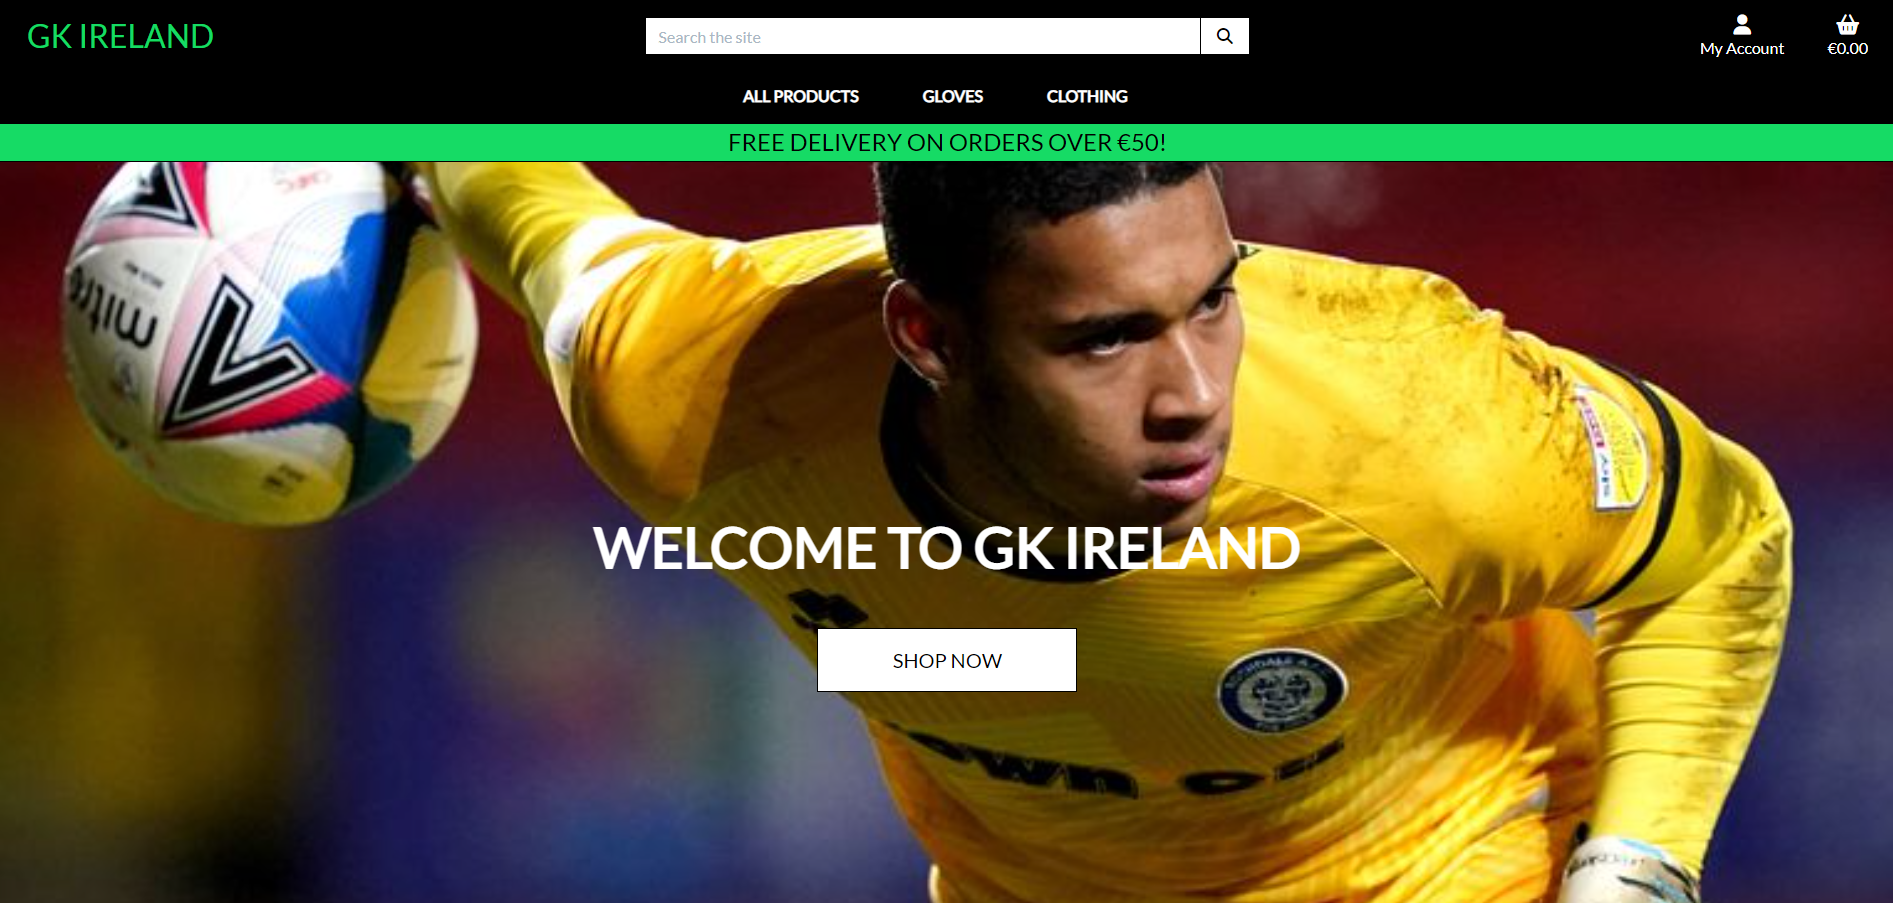 GK IRELAND
Search the site
My Account
€0.00
ALL PRODUCTS
GLOVES
CLOTHING
FREE DELIVERY ON ORDERS OVER €50!
mitre
WELCOME TO GK IRELAND
SHOP NOW